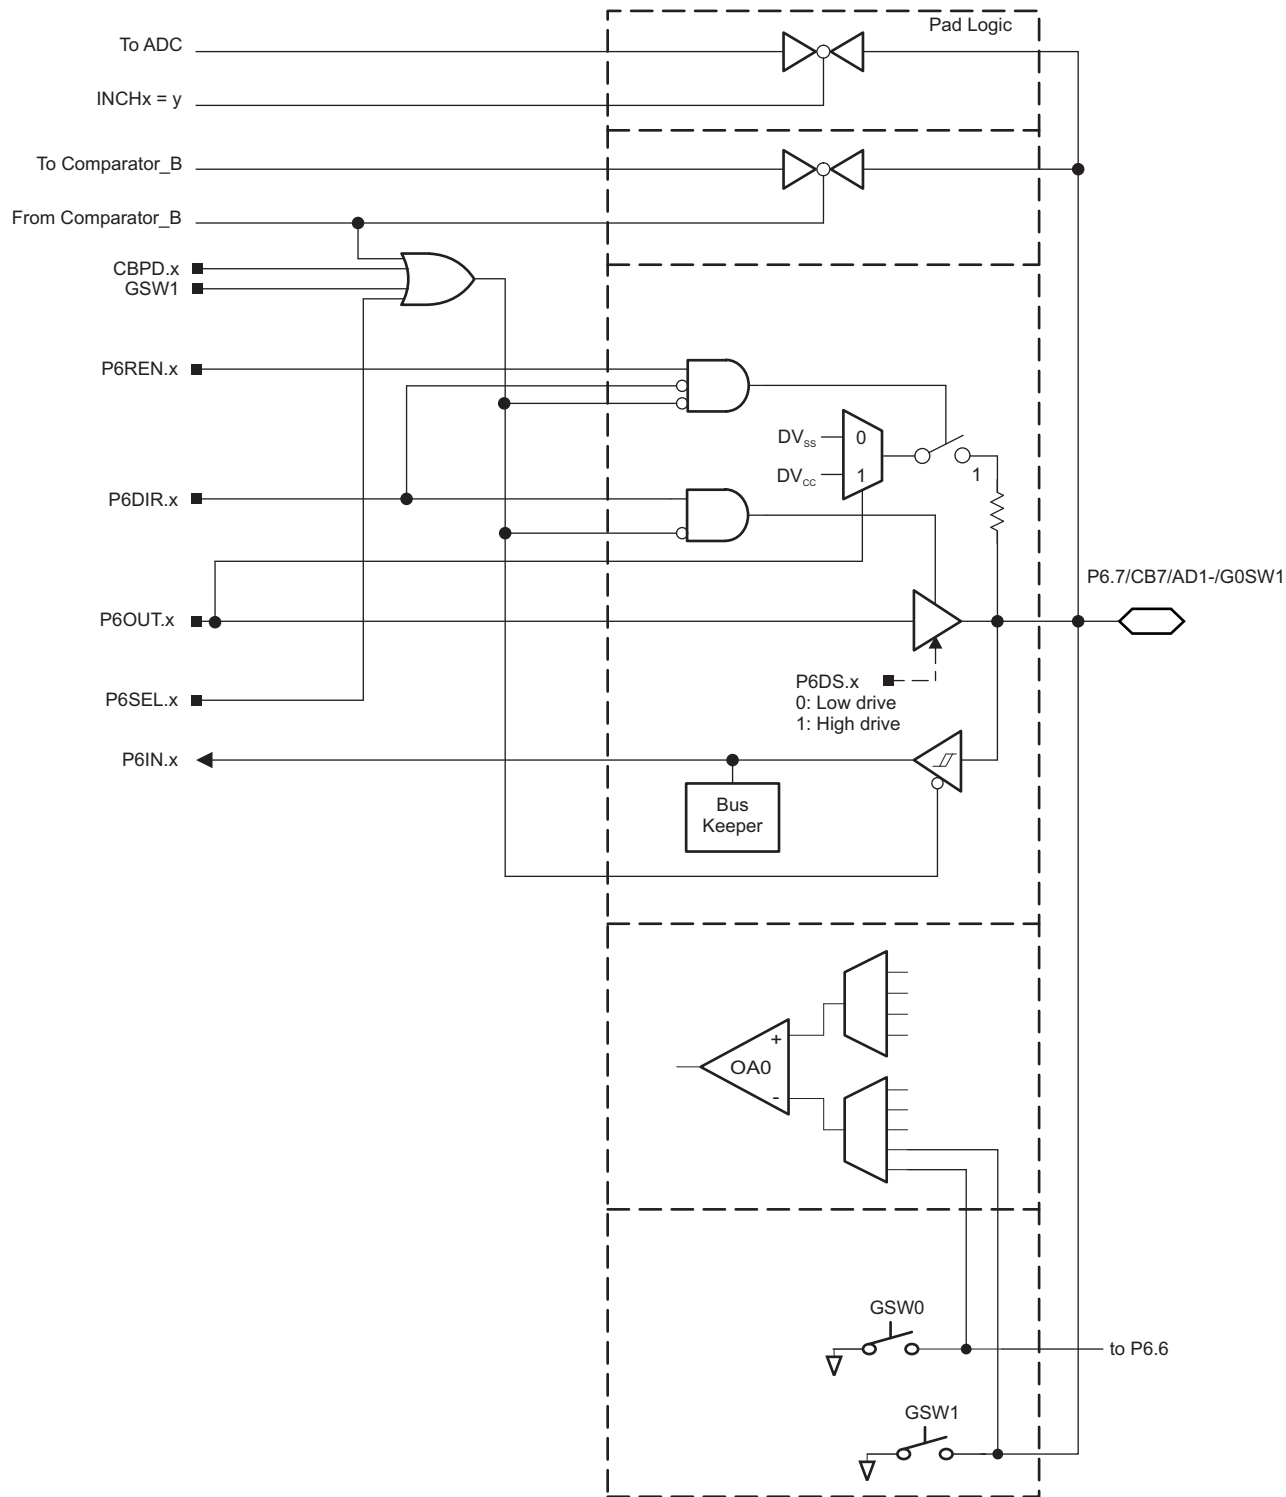 Pad Logic
To ADC
INCHx = y
To Comparator_B
From Comparator_B
CBPD.x
GSW1
P6REN.x
DVSS
0
DVCC
1
1
P6DIR.x
P6.7/CB7/AD1-/G0SW1
P6OUT.x
P6DS.x
0: Low drive
1: High drive
P6SEL.x
P6IN.x
Bus
Keeper
+
OA0
-
GSW0
to P6.6
GSW1